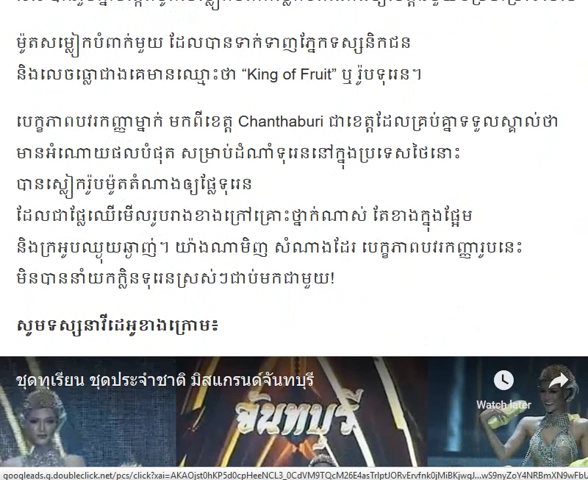 ម៉ូតសម្លៀកបំពាក់មួយ ដែលបានទាក់ទាញភ្នែកទស្សនិកជន
និងលេចធ្លោជាងគេមានឈ្មោះថា “King of Fruit” ឬ រ៉ូបទុរេន។
បេក្ខភាពបវរកញ្ញាម្នាក់ មកពីខេត្ត Chanthaburi ជាខេត្តដែលគ្រប់គ្នាទទួលស្គាល់ថា
មានអំណោយផលបំផុត សម្រាប់ដំណាំទុរេននៅក្នុងប្រទេសថៃនោះ
បានស្លៀករ៉ូបម៉ូតតំណាងឲ្យផ្លែទុរេន
ដែលជាផ្លែឈើមើលរូបរាងខាងក្រៅគ្រោះថ្នាក់ណាស់ តែខាងក្នុងផ្អែម
និងក្រអូបឈ្ងុយឆ្ងាញ់។ យ៉ាងណាមិញ សំណាងដែរ បេក្ខភាពបវរកញ្ញារូបនេះ
មិនបាននាំយកក្លិនទុរេនស្រស់ៗជាប់មកជាមួយ!
សូមទស្សនាវីដេអូខាងក្រោម៖
ชุดทุเรียน ชุดประจำชาติ มิสแกรนด์จันทบุรี
Watch later
จันทบุรี